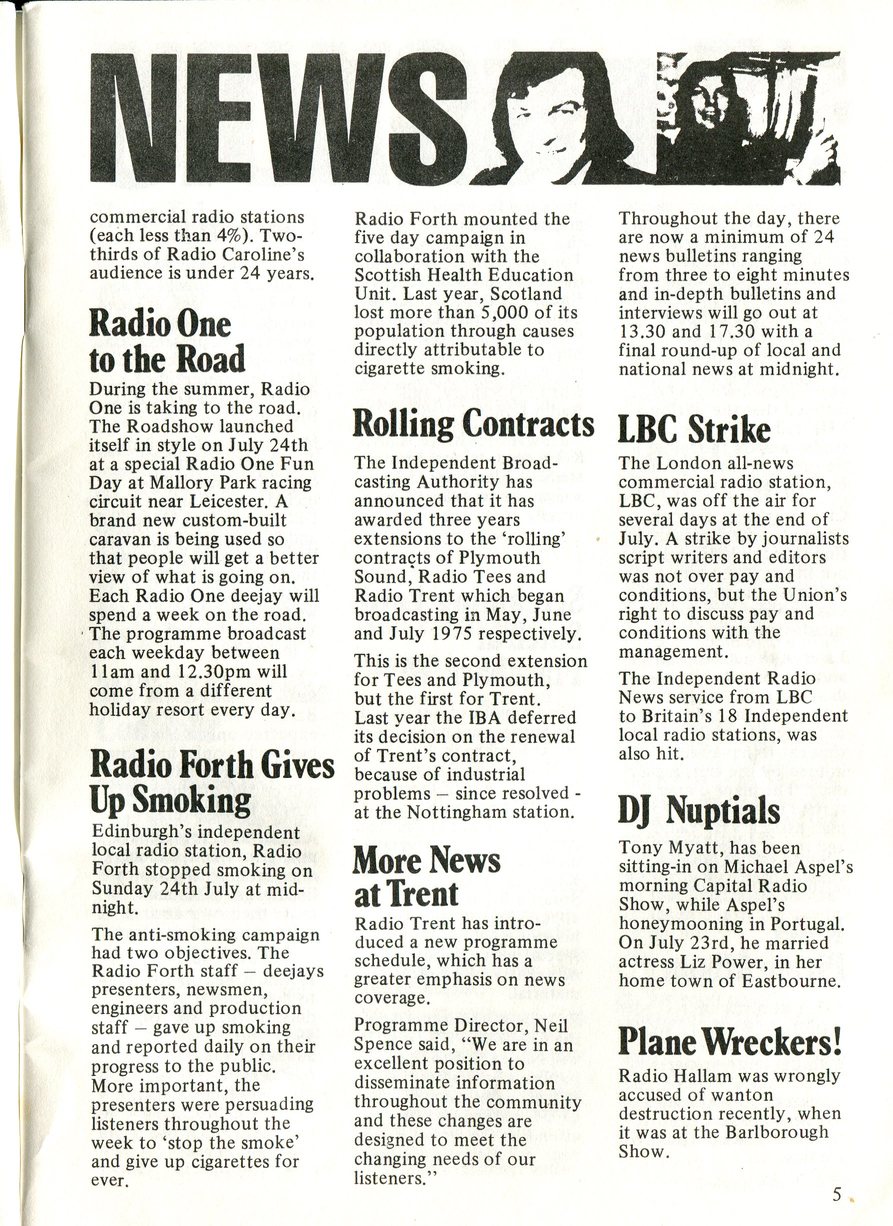 NEWS
commercial radio stations
(each less than 4%). Two-
thirds of Radio Caroline's
audience is under 24 years.
Radio One
to the Road
During the summer, Radio
One is taking to the road.
The Roadshow launched
itself in style on July 24th
at a special Radio One Fun
Day at Mallory Park racing
circuit near Leicester. A
brand new custom-built
caravan is being used so
that people will get a better
view of what is going on.
Each Radio One deejay will
spend a week on the road.
The programme broadcast
each weekday between
11am and 12.30pm will
come from a different
holiday resort every day.
Radio Forth Gives
Up Smoking
Edinburgh's independent
local radio station, Radio
Forth stopped smoking on
Sunday 24th July at mid-
night.
The anti-smoking campaign
had two objectives. The
Radio Forth staff – deejays
presenters, newsmen,
engineers and production
staff – gave up smoking
and reported daily on their
progress to the public.
More important, the
presenters were persuading
listeners throughout the
week to 'stop the smoke'
and give up cigarettes for
ever.
Radio Forth mounted the
five day campaign in
collaboration with the
Scottish Health Education
Unit. Last year, Scotland
lost more than 5,000 of its
population through causes
directly attributable to
cigarette smoking.
Rolling Contracts
The Independent Broad-
casting Authority has
announced that it has
awarded three years
extensions to the 'rolling'
contracts of Plymouth
Sound, Radio Tees and
Radio Trent which began
broadcasting in May, June
and July 1975 respectively.
This is the second extension
for Tees and Plymouth,
but the first for Trent.
Last year the IBA deferred
its decision on the renewal
of Trent's contract,
because of industrial
problems – since resolved -
at the Nottingham station.
More News
at Trent
Radio Trent has intro-
duced a new programme
schedule, which has a
greater emphasis on news
coverage.
Programme Director, Neil
Spence said, "We are in an
excellent position to
disseminate information
throughout the community
and these changes are
designed to meet the
changing needs of our
listeners."
Throughout the day, there
are now a minimum of 24
news bulletins ranging
from three to eight minutes
and in-depth bulletins and
interviews will go out at
13.30 and 17.30 with a
final round-up of local and
national news at midnight.
LBC Strike
The London all-news
commercial radio station,
LBC, was off the air for
several days at the end of
July. A strike by journalists
script writers and editors
was not over pay and
conditions, but the Union's
right to discuss pay and
conditions with the
management.
The Independent Radio
News service from LBC
to Britain's 18 Independent
local radio stations, was
also hit.
DJ Nuptials
Tony Myatt, has been
sitting-in on Michael Aspel's
morning Capital Radio
Show, while Aspel's
honeymooning in Portugal.
On July 23rd, he married
actress Liz Power, in her
home town of Eastbourne.
Plane Wreckers!
Radio Hallam was wrongly
accused of wanton
destruction recently, when
it was at the Barlborough
Show.
5